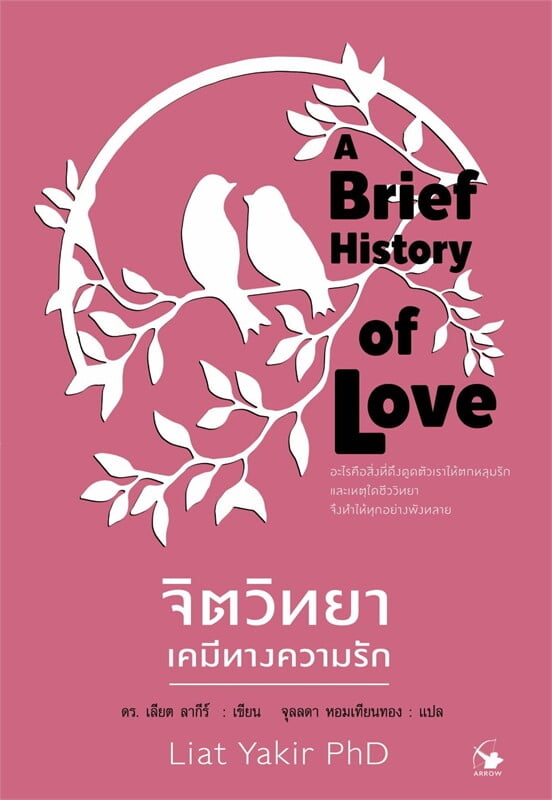 A
Brief
History
of
Love
อะไรคือสิ่งที่ดึงดูดตัวเราให้ตกหลุมรัก
และเหตุใดชีววิทยา
จึงทำให้ทุกอย่างพังทลาย
จิตวิทยา
เคมีทางความรัก
ดร. เลียต ลากีร์ : เขียน จุลลดา หอมเทียนทอง : แปล
Liat Yakir PhD
ARROW